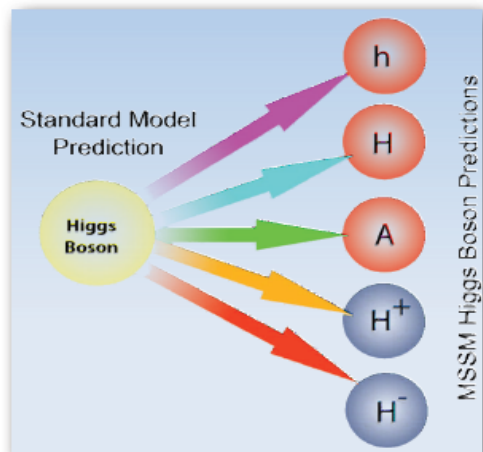 Standard Model
Prediction
Higgs
Boson
h
H
A
H+
H-
MSSM Higgs Boson Predictions